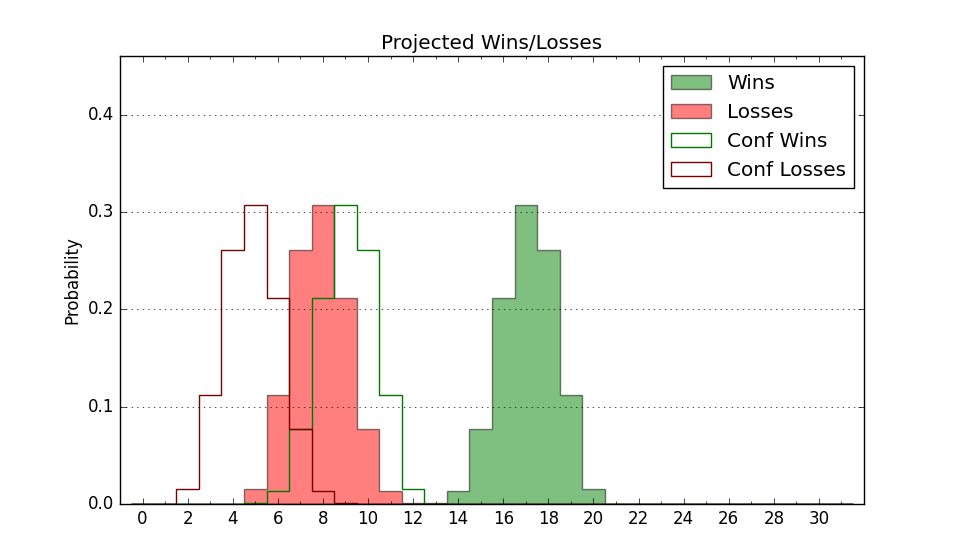 Projected Wins/Losses
Wins
Losses
Conf Wins
Conf Losses
Probability
0.4
0.3
0.2
0.1
0.0
0 2 4 6 8 10 12 14 16 18 20 22 24 26 28 30